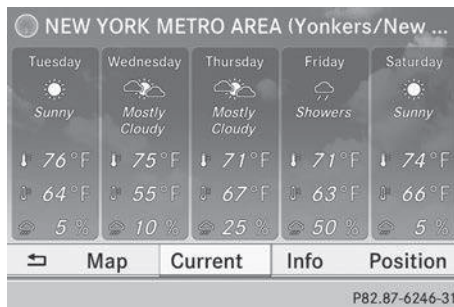 NEW YORK METRO AREA (Yonkers/New ...
Tuesday Wednesday Thursday Friday Saturday
Sunny Mostly Cloudy Mostly Cloudy Showers Sunny
76°F 75°F 71°F 71°F 74°F
64°F 55°F 67°F 63°F 66°F
5 % 10 % 25 % 50 % 5 %
Map Current Info Position
P82.87-6246-31